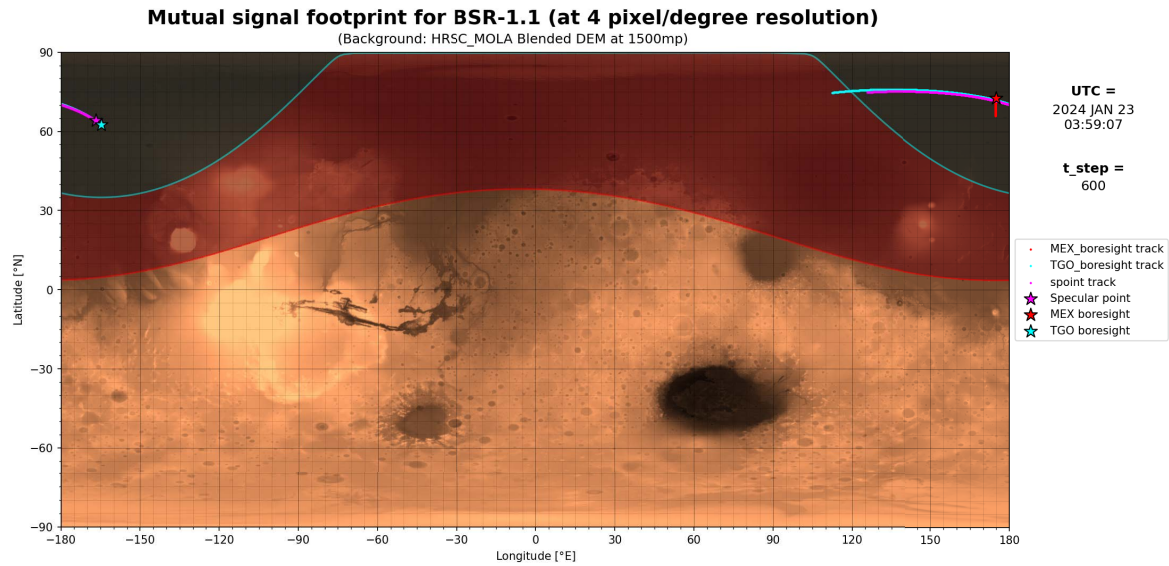 Mutual signal footprint for BSR-1.1 (at 4 pixel/degree resolution)
(Background: HRSC_MOLA Blended DEM at 1500mp)
90
60
30
0
−30
−60
−90
Latitude [°N]
−180
−150
−120
−90
−60
−30
0
30
60
90
120
150
180
Longitude [°E]
UTC =
2024 JAN 23
03:59:07
t_step =
600
MEX_boresight track
TGO_boresight track
spoint track
Specular point
MEX boresight
TGO boresight